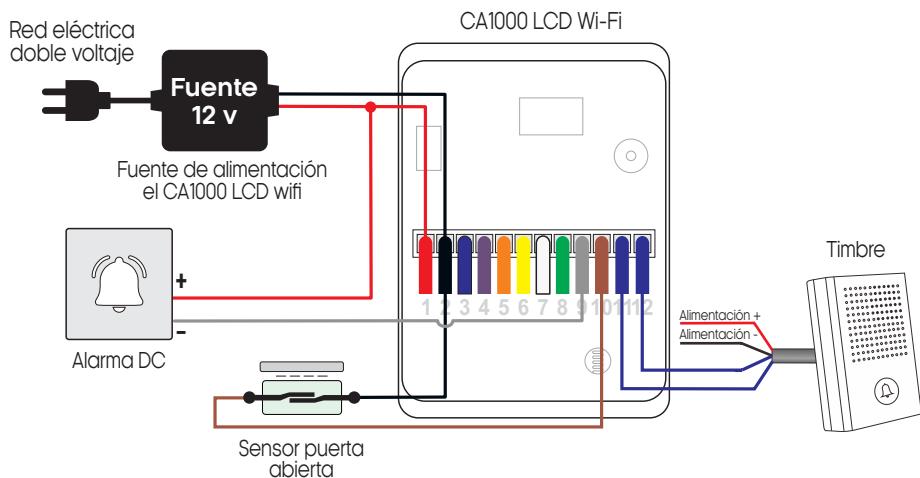 CA1000 LCD Wi-Fi
Red eléctrica
doble voltaje
Fuente
12 v
Fuente de alimentación
el CA1000 LCD wifi
+
-
Alarma DC
1 2 3 4 5 6 7 8 9 10 11 12
Timbre
Alimentación +
Alimentación -
Sensor puerta
abierta